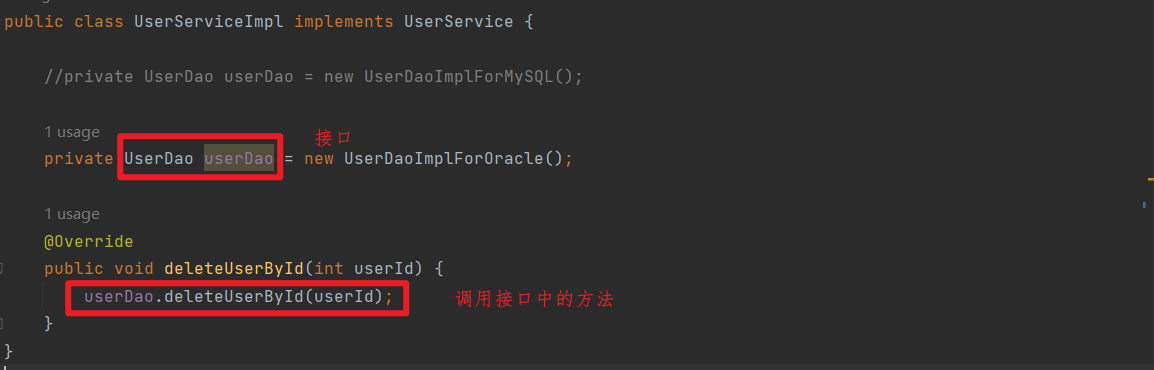 public class UserServiceImpl implements UserService {
//private UserDao userDao = new UserDaoImplForMySQL();
1 usage
接口
private UserDao userDao = new UserDaoImplForOracle();
1 usage
@Override
public void deleteUserById(int userId) {
userDao.deleteUserById(userId); 调用接口中的方法
}
}